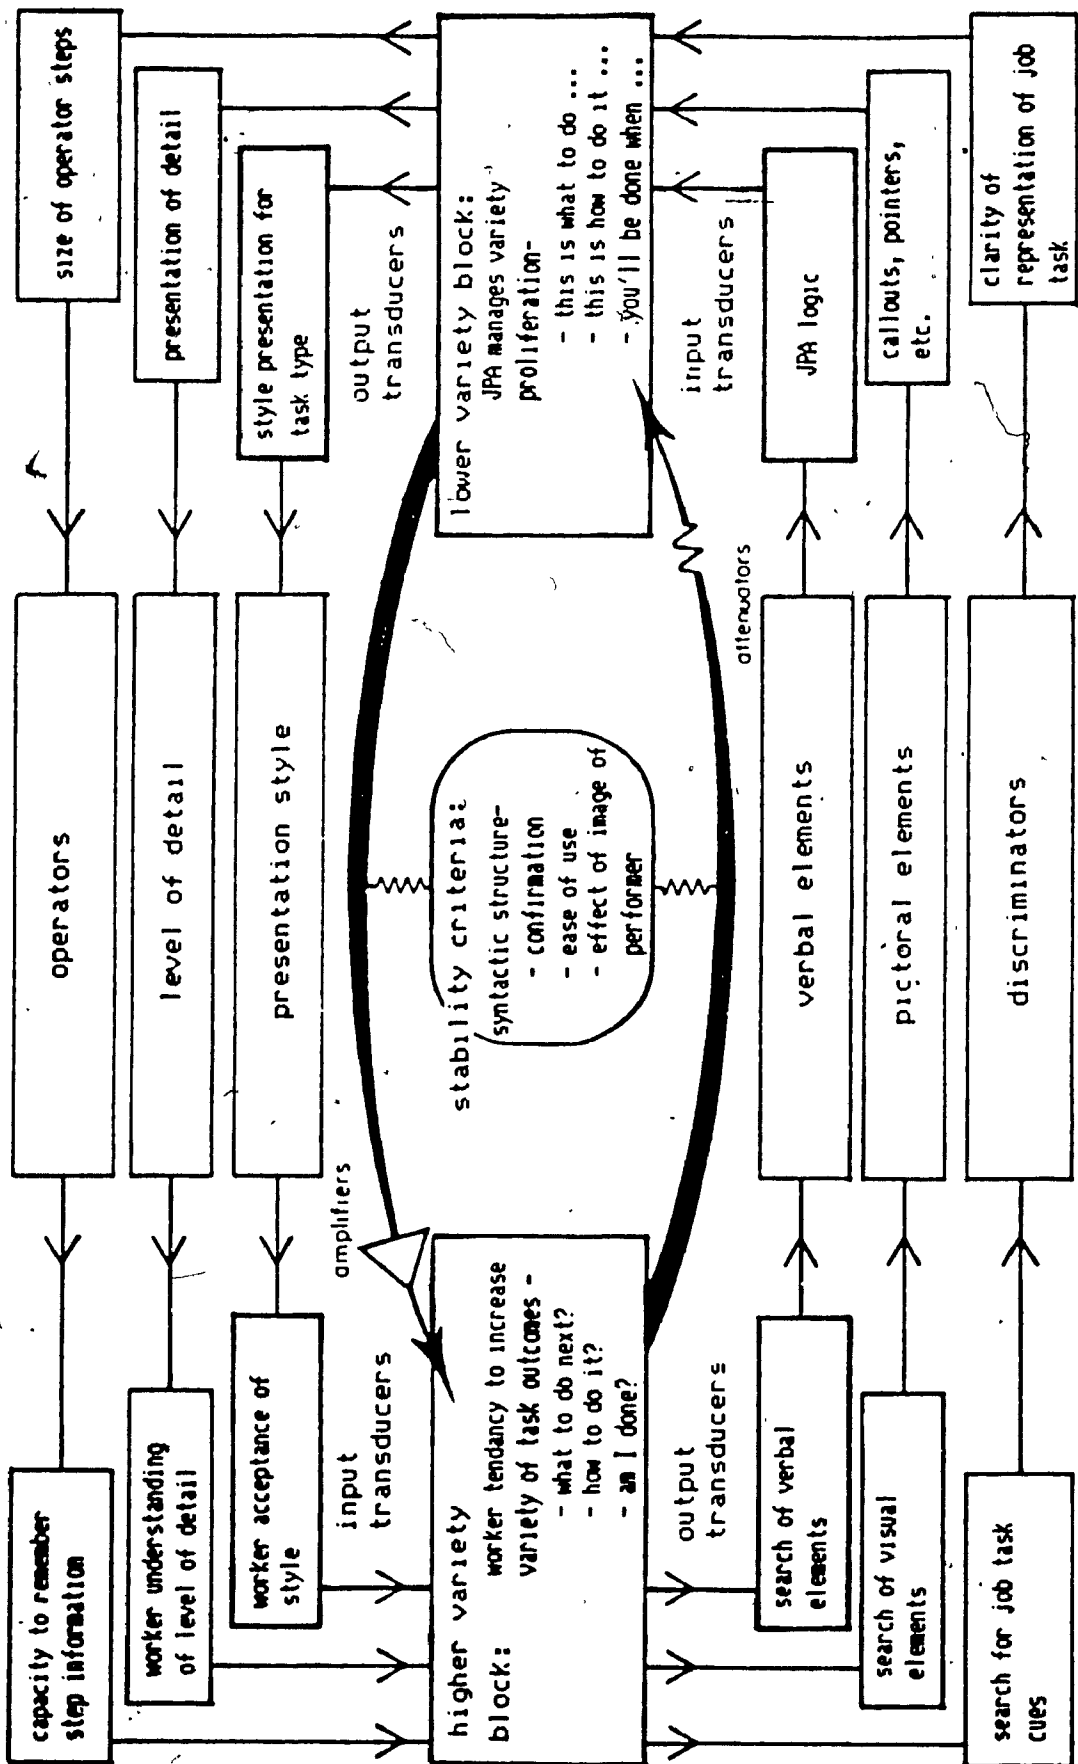 capacity to remember
step information
operators
size of operator steps
worker understanding
of level of detail
level of detail
presentation of detail
worker acceptance of
style
presentation style
style presentation for
task type
input
transducers
amplifiers
output
transducers
higher variety
block:
worker tendancy to increase
variety of task outcomes -
- what to do next?
- how to do it?
- am I done?
stability criteria:
syntactic structure-
- confirmation
- ease of use
- effect of image of
performer
lower variety block:
JPA manages variety
proliferation-
- this is what to do ...
- this is how to do it ...
- you'll be done when ...
output
transducers
attenuators
input
transducers
search of verbal
elements
verbal elements
JPA logic
search of visual
elements
pictoral elements
callouts, pointers,
etc.
search for job task
cues
discriminators
clarity of
representation of job
task